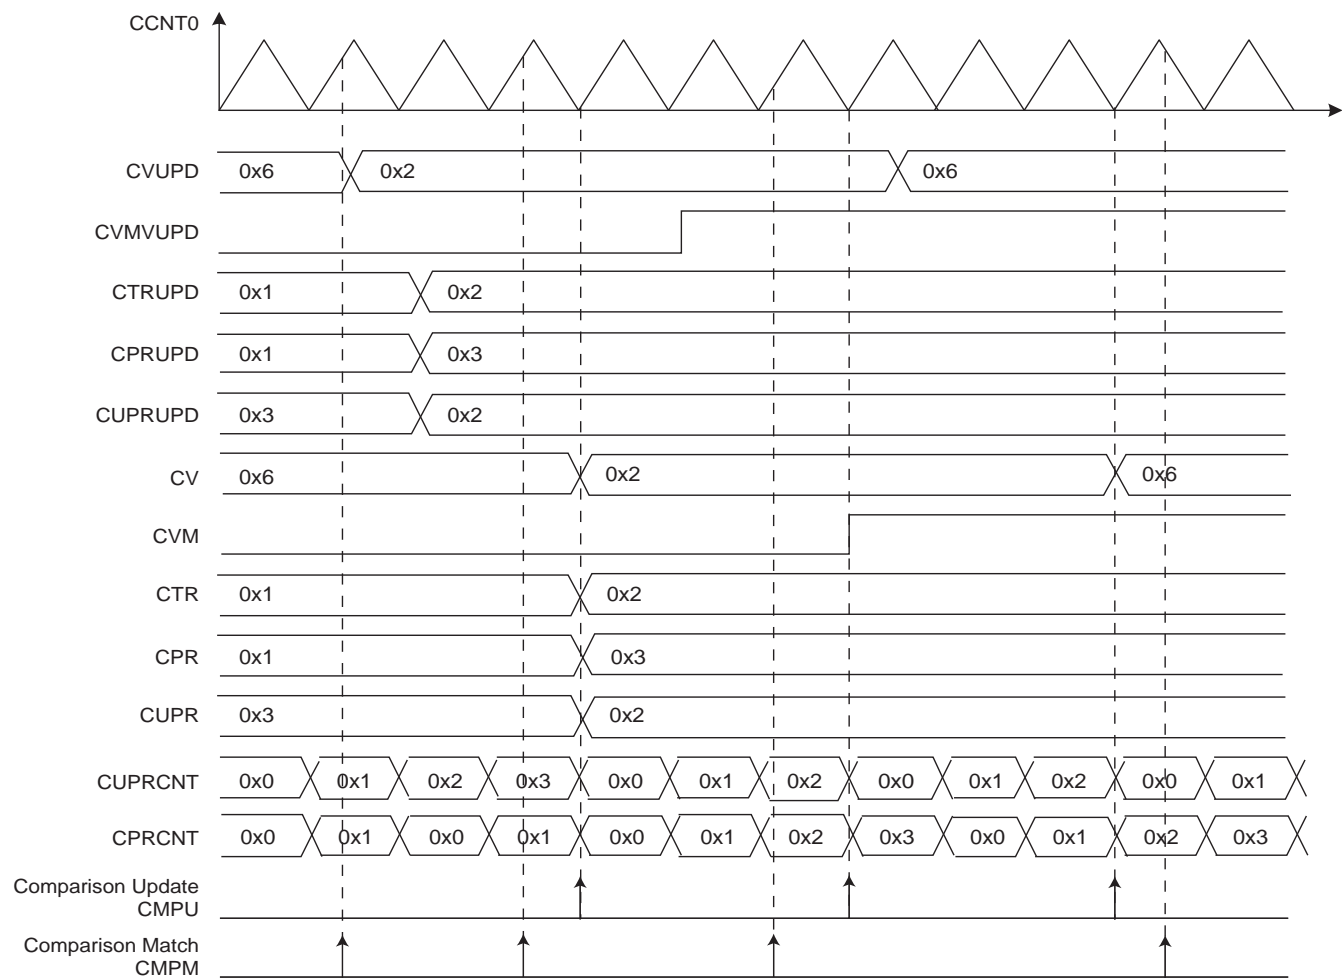 CCNT0
CVUPD 0x6 0x2 0x6
CVMVUPD
CTRUPD 0x1 0x2
CPRUPD 0x1 0x3
CUPRUPD 0x3 0x2
CV 0x6 0x2 0x6
CVM
CTR 0x1 0x2
CPR 0x1 0x3
CUPR 0x3 0x2
CUPRCNT 0x0 0x1 0x2 0x3 0x0 0x1 0x2 0x0 0x1 0x2 0x0 0x1
CPRCNT 0x0 0x1 0x0 0x1 0x0 0x1 0x2 0x3 0x0 0x1 0x2 0x3
Comparison Update
CMPU
Comparison Match
CMPM